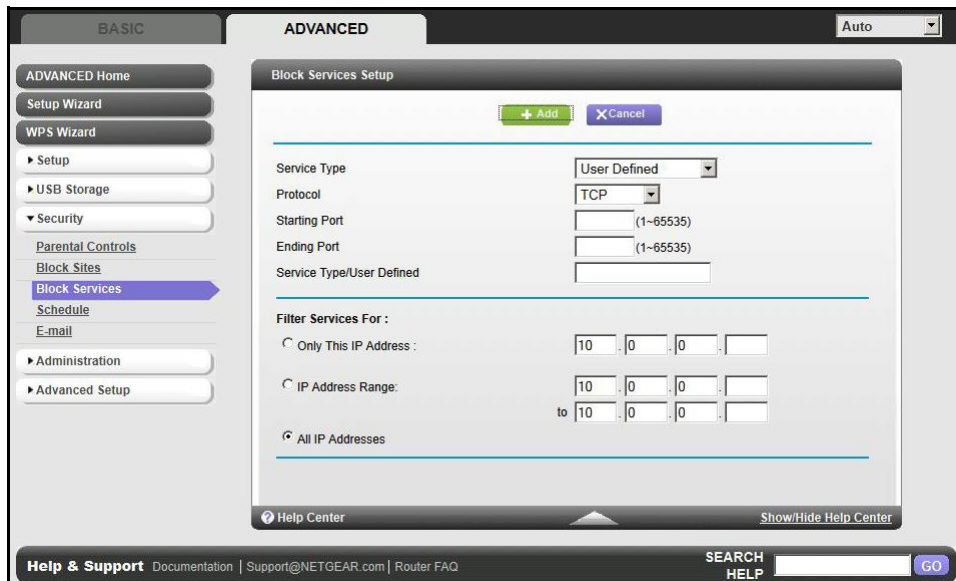 BASIC
ADVANCED
Auto
ADVANCED Home
Setup Wizard
WPS Wizard
Setup
USB Storage
Security
Parental Controls
Block Sites
Block Services
Schedule
E-mail
Administration
Advanced Setup
Block Services Setup
+ Add
X Cancel
Service Type
User Defined
Protocol
TCP
Starting Port
(1~65535)
Ending Port
(1~65535)
Service Type/User Defined
Filter Services For :
Only This IP Address :
10 . 0 . 0 .
IP Address Range:
10 . 0 . 0 .
to 10 . 0 . 0 .
All IP Addresses
? Help Center
Show/Hide Help Center
Help & Support Documentation | Support@NETGEAR.com | Router FAQ
SEARCH
HELP
GO